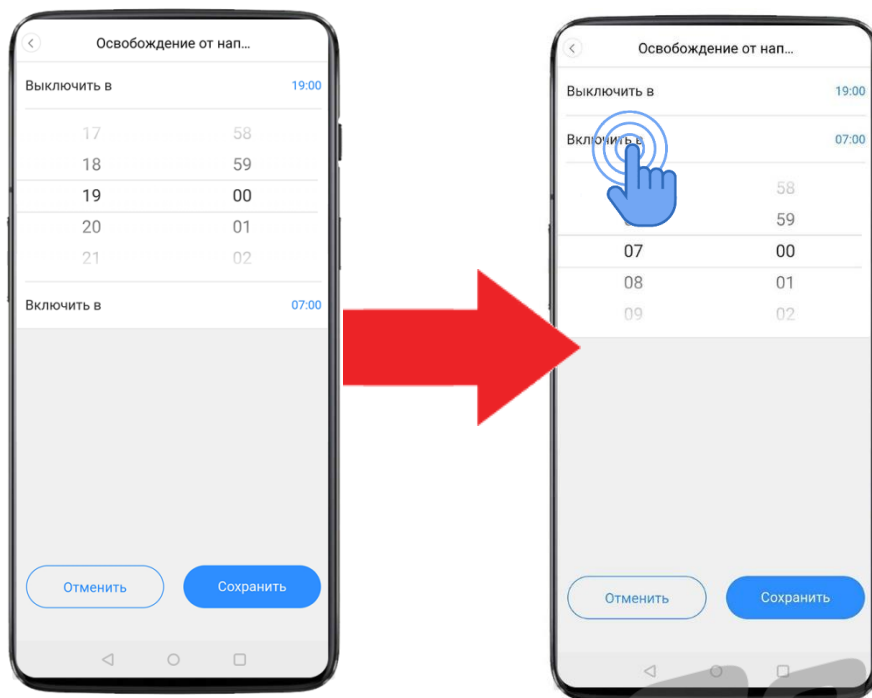 Освобождение от нап...
Выключить в 19:00
17 58
18 59
19 00
20 01
21 02
Включить в 07:00
Отменить Сохранить
Освобождение от нап...
Выключить в 19:00
Включить в 07:00
58
59
07 00
08 01
09 02
Отменить Сохранить